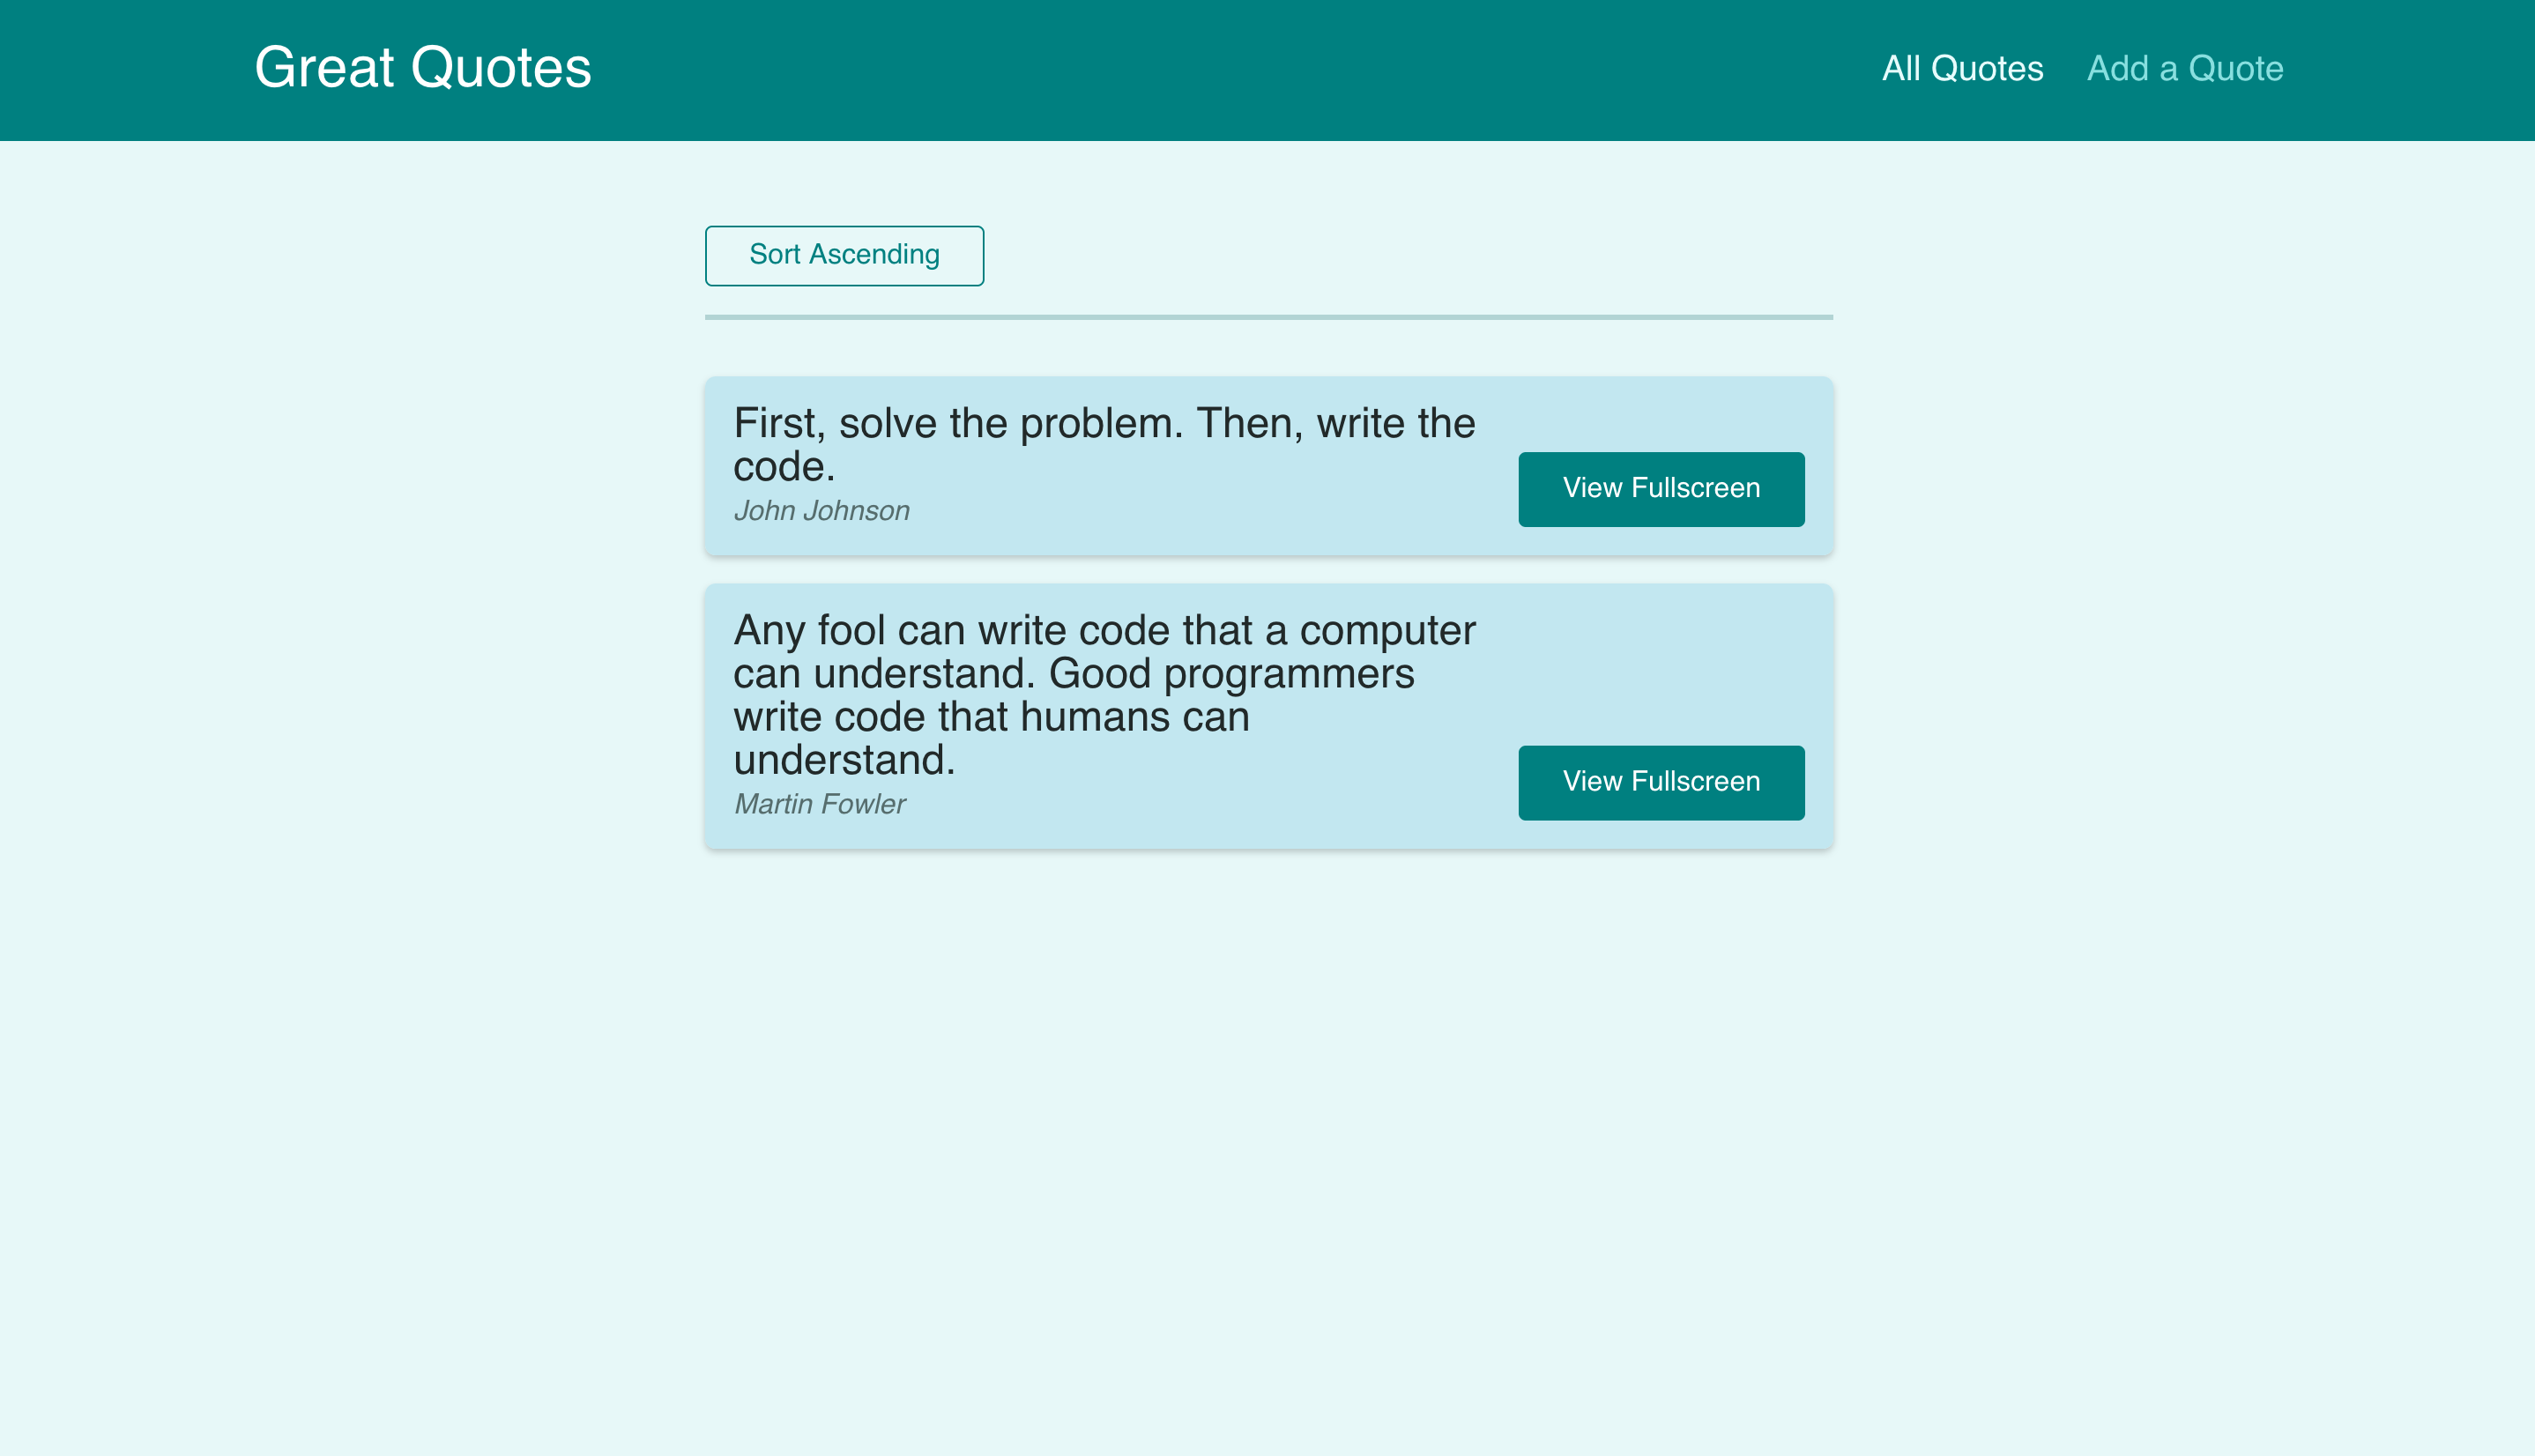 Great Quotes
All Quotes
Add a Quote
Sort Ascending
First, solve the problem. Then, write the
code.
John Johnson
View Fullscreen
Any fool can write code that a computer
can understand. Good programmers
write code that humans can
understand.
Martin Fowler
View Fullscreen